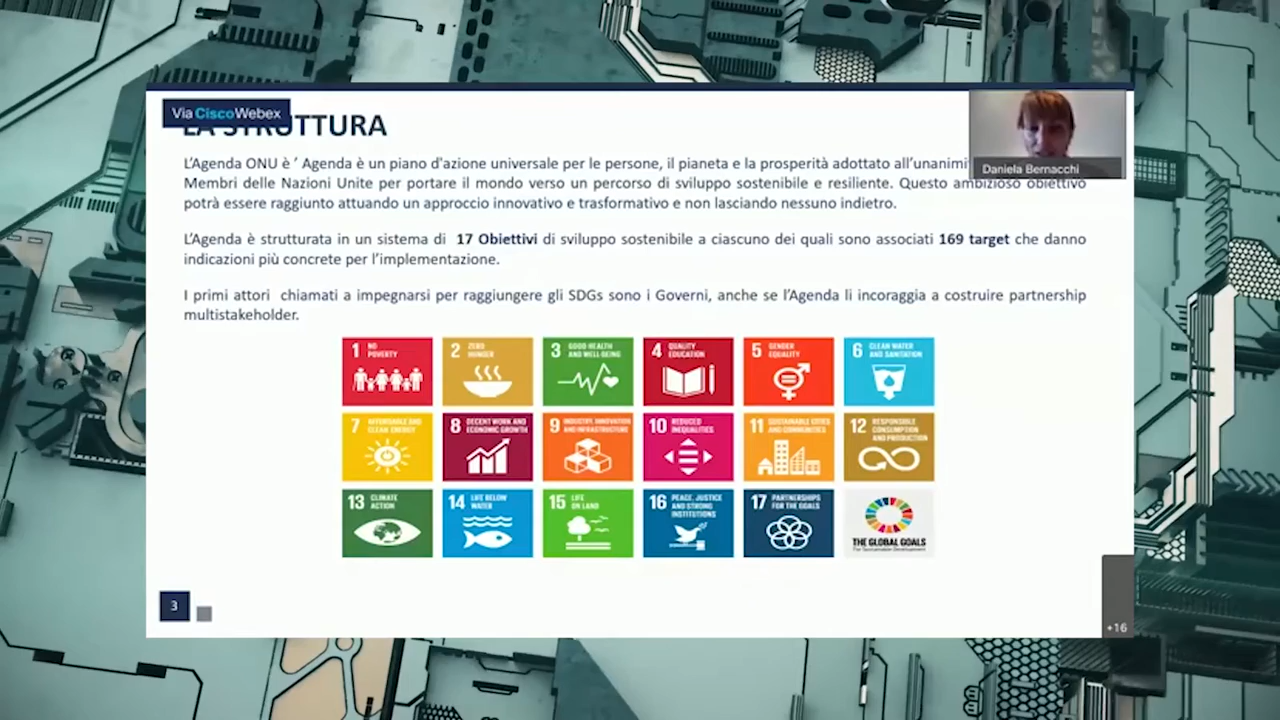 Via CiscoWebex
LA STRUTTURA
Daniela Bernacchi
L'Agenda ONU è ' Agenda è un piano d'azione universale per le persone, il pianeta e la prosperità adottato all'unanimi
Membri delle Nazioni Unite per portare il mondo verso un percorso di sviluppo sostenibile e resiliente. Questo ambizioso obiettivo
potrà essere raggiunto attuando un approccio innovativo e trasformativo e non lasciando nessuno indietro.
L'Agenda è strutturata in un sistema di 17 Obiettivi di sviluppo sostenibile a ciascuno dei quali sono associati 169 target che danno
indicazioni più concrete per l'implementazione.
I primi attori chiamati a impegnarsi per raggiungere gli SDGs sono i Governi, anche se l'Agenda li incoraggia a costruire partnership
multistakeholder.
1 NO
POVERTY
2 ZERO
HUNGER
3 GOOD HEALTH
AND WELL-BEING
4 QUALITY
EDUCATION
5 GENDER
EQUALITY
6 CLEAN WATER
AND SANITATION
7 AFFORDABLE AND
CLEAN ENERGY
8 DECENT WORK AND
ECONOMIC GROWTH
9 INDUSTRY, INNOVATION
AND INFRASTRUCTURE
10 REDUCED
INEQUALITIES
11 SUSTAINABLE CITIES
AND COMMUNITIES
12 RESPONSIBLE
CONSUMPTION
AND PRODUCTION
13 CLIMATE
ACTION
14 LIFE BELOW
WATER
15 LIFE
ON LAND
16 PEACE, JUSTICE
AND STRONG
INSTITUTIONS
17 PARTNERSHIPS
FOR THE GOALS
THE GLOBAL GOALS
For Sustainable Development
3
+16